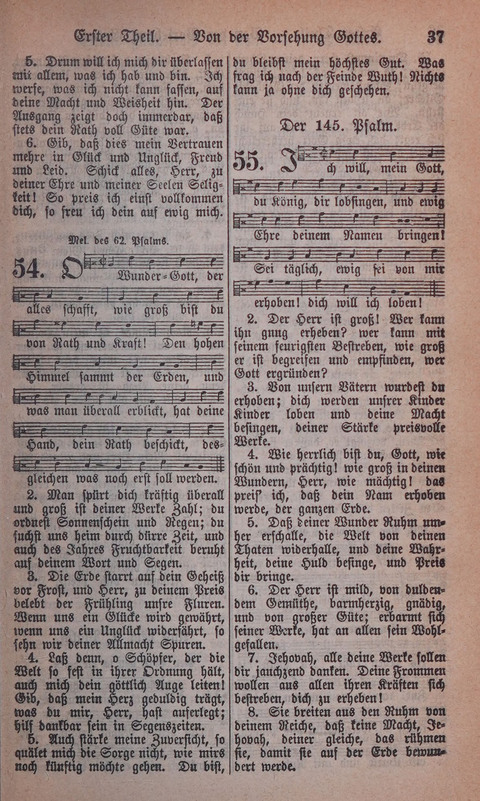 Erster Theil. — Von der Vorsehung Gottes. 37
5. Drum will ich mich dir überlassen
mit allem, was ich hab und bin. Ich
werfe, was ich nicht kann fassen, auf
deine Macht und Weisheit hin. Der
Ausgang zeigt doch immerdar, daß
stets dein Rath voll Güte war.
6. Gib, daß dies mein Vertrauen
mehre in Glück und Unglück, Freud
und Leid. Schick alles, Herr, zu
deiner Ehre und meiner Seelen Selig-
keit! So preis ich einst vollkommen
dich, so freu ich dein auf ewig mich.
Mel. des 62. Psalms.
54. O Wunder-Gott, der
alles schafft, wie groß bist du
von Rath und Kraft! Den hohen
Himmel sammt der Erden, und
was man überall erblickt, hat deine
Hand, dein Rath beschickt, des-
gleichen was noch erst soll werden.
2. Man spürt dich kräftig überall
und groß ist deiner Werke Zahl; du
ordnest Sonnenschein und Regen; du
suchst uns heim durch dürre Zeit, und
auch des Jahres Fruchtbarkeit beruht
auf deinem Wort und Segen.
3. Die Erde starrt auf dein Geheiß
vor Frost, und Herr, zu deinem Preis
belebt der Frühling unsre Fluren.
Wenn uns ein Glücke wird gewährt,
wenn uns ein Unglück widerfährt, so
sehn wir deiner Allmacht Spuren.
4. Laß denn, o Schöpfer, der die
Welt so fest in ihrer Ordnung hält,
auch mich dein göttlich Auge leiten!
Gib, daß mein Herz geduldig trägt,
was du mir, Herr, hast auferlegt;
hilf dankbar sein in Segenszeiten.
5. Auch stärke meine Zuversicht, so
quälet mich die Sorge nicht, wie mirs
noch künftig möchte gehen. Du bist,
du bleibst mein höchstes Gut. Was
frag ich nach der Feinde Wuth! Nichts
kann ja ohne dich geschehen.
Der 145. Psalm.
55. Ich will, mein Gott,
du König, dir lobsingen, und ewig
Ehre deinem Namen bringen!
Sei täglich, ewig sei von mir
erhoben! dich will ich loben!
2. Der Herr ist groß! Wer kann
ihn gnug erheben? wer kann mit
seinem feurigsten Bestreben, wie groß
er ist begreifen und empfinden, wer
Gott ergründen?
3. Von unsern Vätern wurdest du
erhoben; dich werden unsrer Kinder
Kinder loben und deine Macht
besingen, deiner Stärke preisvolle
Werke.
4. Wie herrlich bist du, Gott, wie
schön und prächtig! wie groß in deinen
Wundern, Herr, wie mächtig! das
preis' ich, daß dein Nam erhoben
werde, der ganzen Erde.
5. Daß deiner Wunder Ruhm um-
her erschalle, die Welt von deinen
Thaten widerhalle, und deine Wahr-
heit, deine Huld besinge, und Preis
dir bringe.
6. Der Herr ist mild, von dulden-
dem Gemüthe, barmherzig, gnädig,
und von großer Güte; erbarmt sich
seiner Werke, hat an allen sein Wohl-
gefallen.
7. Jehovah, alle deine Werke sollen
dir jauchzend danken. Deine Frommen
wollen aus allen ihren Kräften sich
bestreben, dich zu erheben!
8. Sie breiten aus den Ruhm von
deinem Reiche, daß keine Macht, Je-
hovah, deiner gleiche, das rühmen
sie, damit sie auf der Erde bewun-
dert werde.